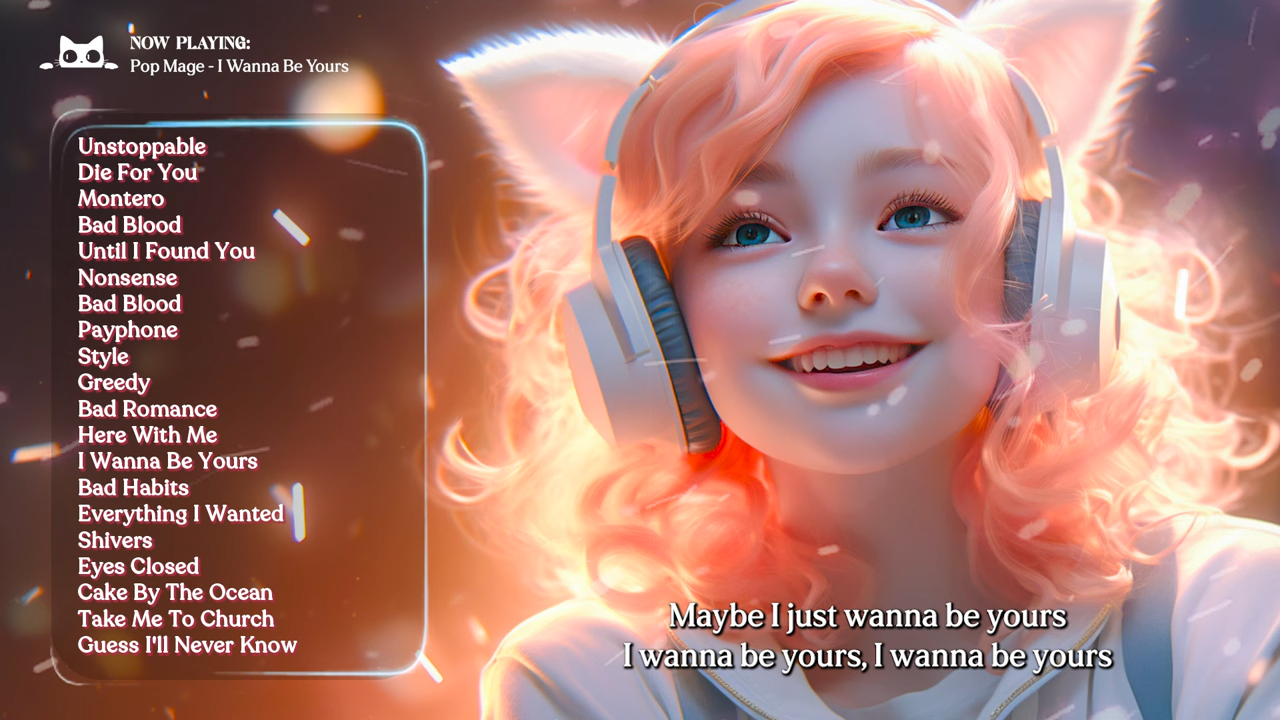 NOW PLAYING:
Pop Mage - I Wanna Be Yours
Unstoppable
Die For You
Montero
Bad Blood
Until I Found You
Nonsense
Bad Blood
Payphone
Style
Greedy
Bad Romance
Here With Me
I Wanna Be Yours
Bad Habits
Everything I Wanted
Shivers
Eyes Closed
Cake By The Ocean
Take Me To Church
Guess I'll Never Know
Maybe I just wanna be yours
I wanna be yours, I wanna be yours